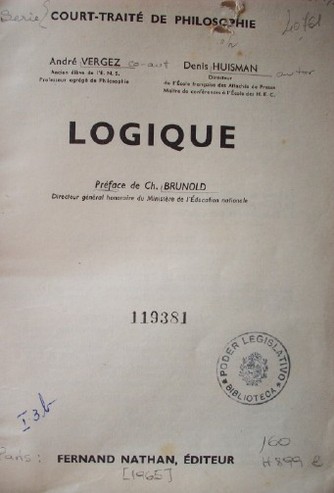 Serie COURT-TRAITÉ DE PHILOSOPHIE
André VERGEZ co-aut Denis HUISMAN autor
Ancien élève de l'E. N. S. Directeur
Professeur agrégé de Philosophie de l'École française des Attachés de Presse
Maître de conférences à l'École des H. E. C.
LOGIQUE
Préface de Ch. BRUNOLD
Directeur général honoraire du Ministère de l'Éducation nationale
119381
PODER LEGISLATIVO
BIBLIOTECA
I 3.b
160
Paris: FERNAND NATHAN, ÉDITEUR H 899
[1965]